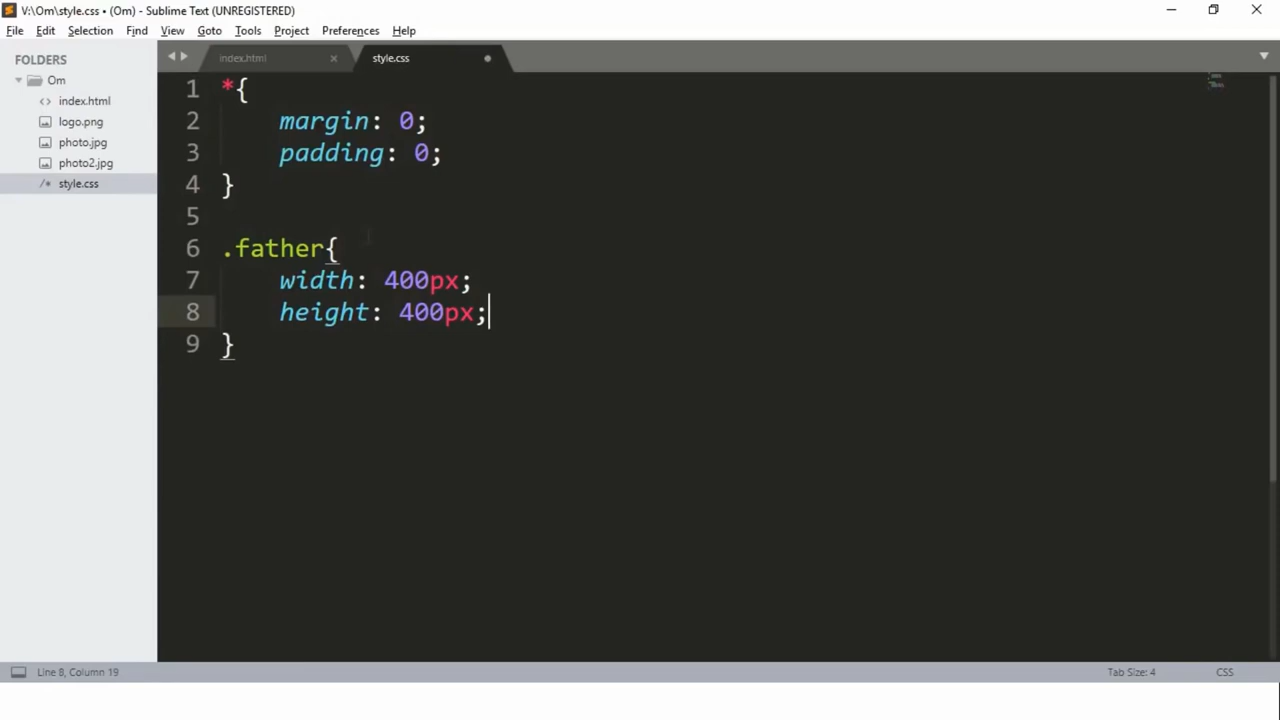 V:\Om\style.css • (Om) - Sublime Text (UNREGISTERED)
File Edit Selection Find View Goto Tools Project Preferences Help
FOLDERS
Om
index.html
logo.png
photo.jpg
photo2.jpg
style.css
index.html × style.css
1 *{
2 margin: 0;
3 padding: 0;
4 }
5
6 .father{
7 width: 400px;
8 height: 400px;
9 }
Line 8, Column 19 Tab Size: 4 CSS